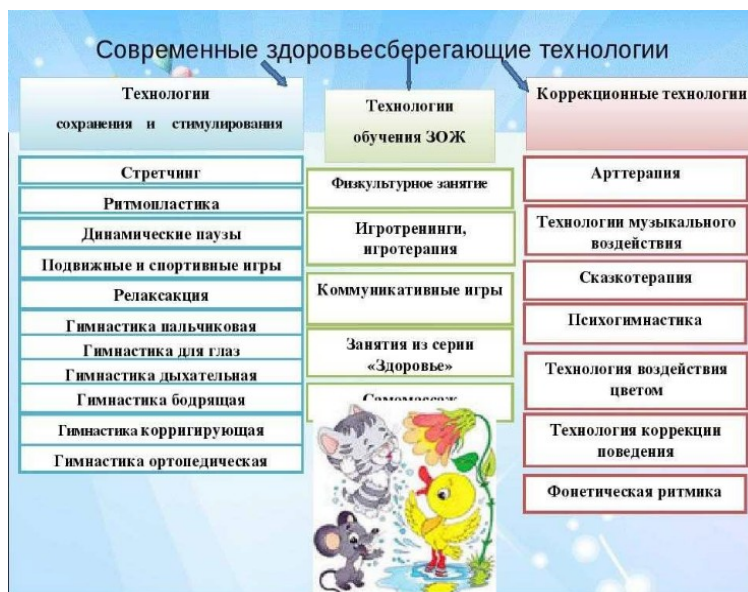 Современные здоровьесберегающие технологии
Технологии
сохранения и стимулирования
Стретчинг
Ритмопластика
Динамические паузы
Подвижные и спортивные игры
Релаксакция
Гимнастика пальчиковая
Гимнастика для глаз
Гимнастика дыхательная
Гимнастика бодрящая
Гимнастика корригирующая
Гимнастика ортопедическая
Технологии
обучения ЗОЖ
Физкультурное занятие
Игротренинги,
игротерапия
Коммуникативные игры
Занятия из серии
«Здоровье»
Самомассаж
Коррекционные технологии
Арттерапия
Технологии музыкального
воздействия
Сказкотерапия
Психогимнастика
Технология воздействия
цветом
Технология коррекции
поведения
Фонетическая ритмика